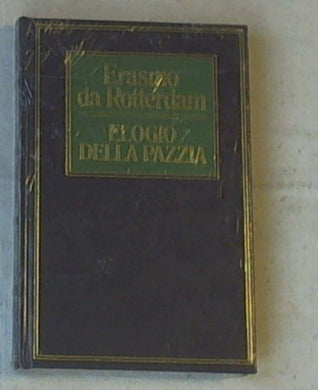 Erasmo
da Rotterdam
ELOGIO
DELLA PAZZIA